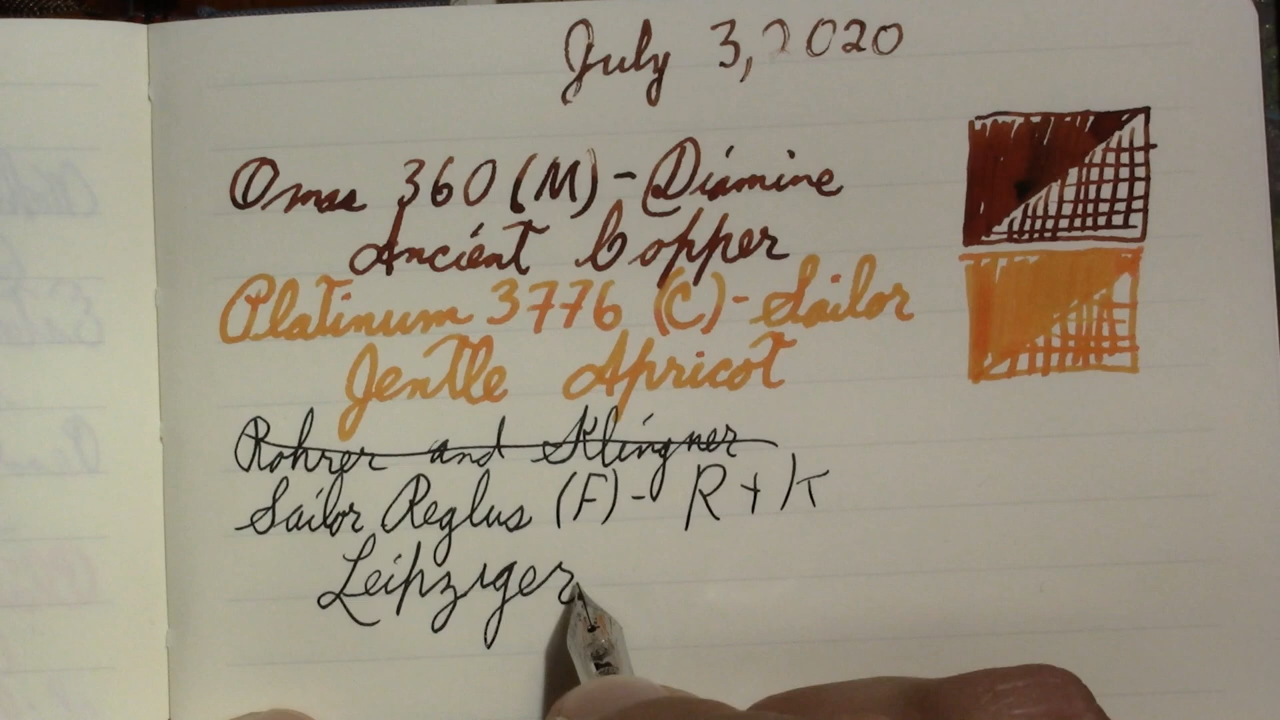 July 3, 2020
Omas 360 (M) - Diamine
Ancient Copper
Platinum 3776 (C) - Sailor
Jentle Apricot
Rohrer and Klingner
Sailor Reglus (F) - R + K
Leipziger